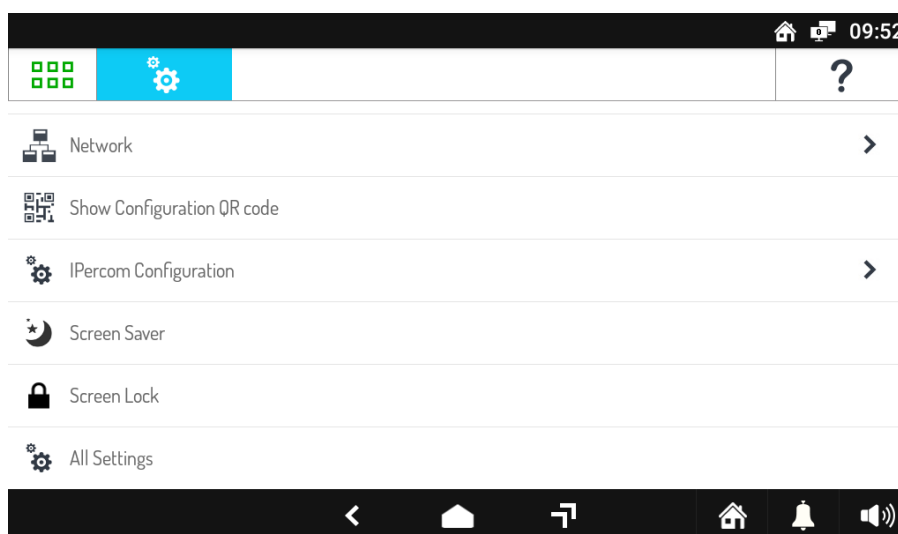 09:52
?
Network
Show Configuration QR code
IPercom Configuration
Screen Saver
Screen Lock
All Settings